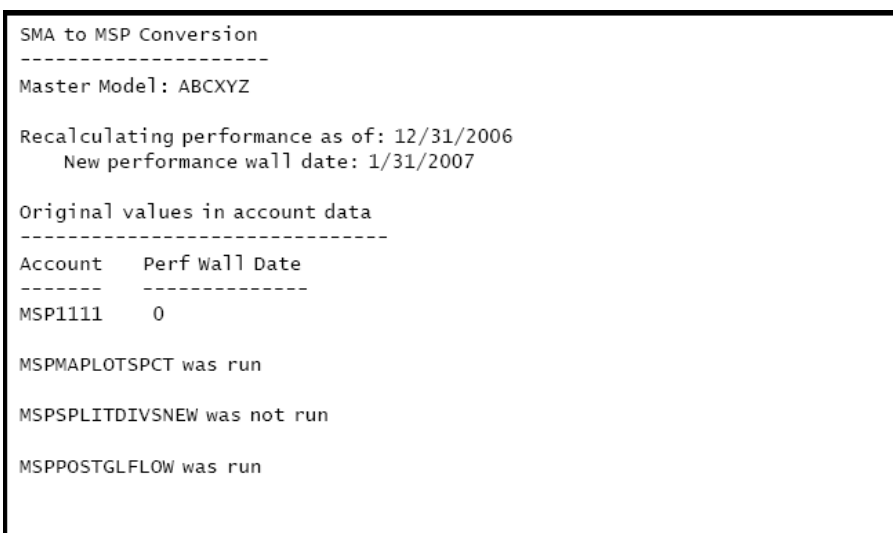 SMA to MSP Conversion
---------------------
Master Model: ABCXYZ
Recalculating performance as of: 12/31/2006
New performance wall date: 1/31/2007
Original values in account data
-------------------------------
Account Perf Wall Date
------- --------------
MSP1111 0
MSPMAPLOTSPCT was run
MSPSPLITDIVSNEW was not run
MSPPOSTGLFLOW was run